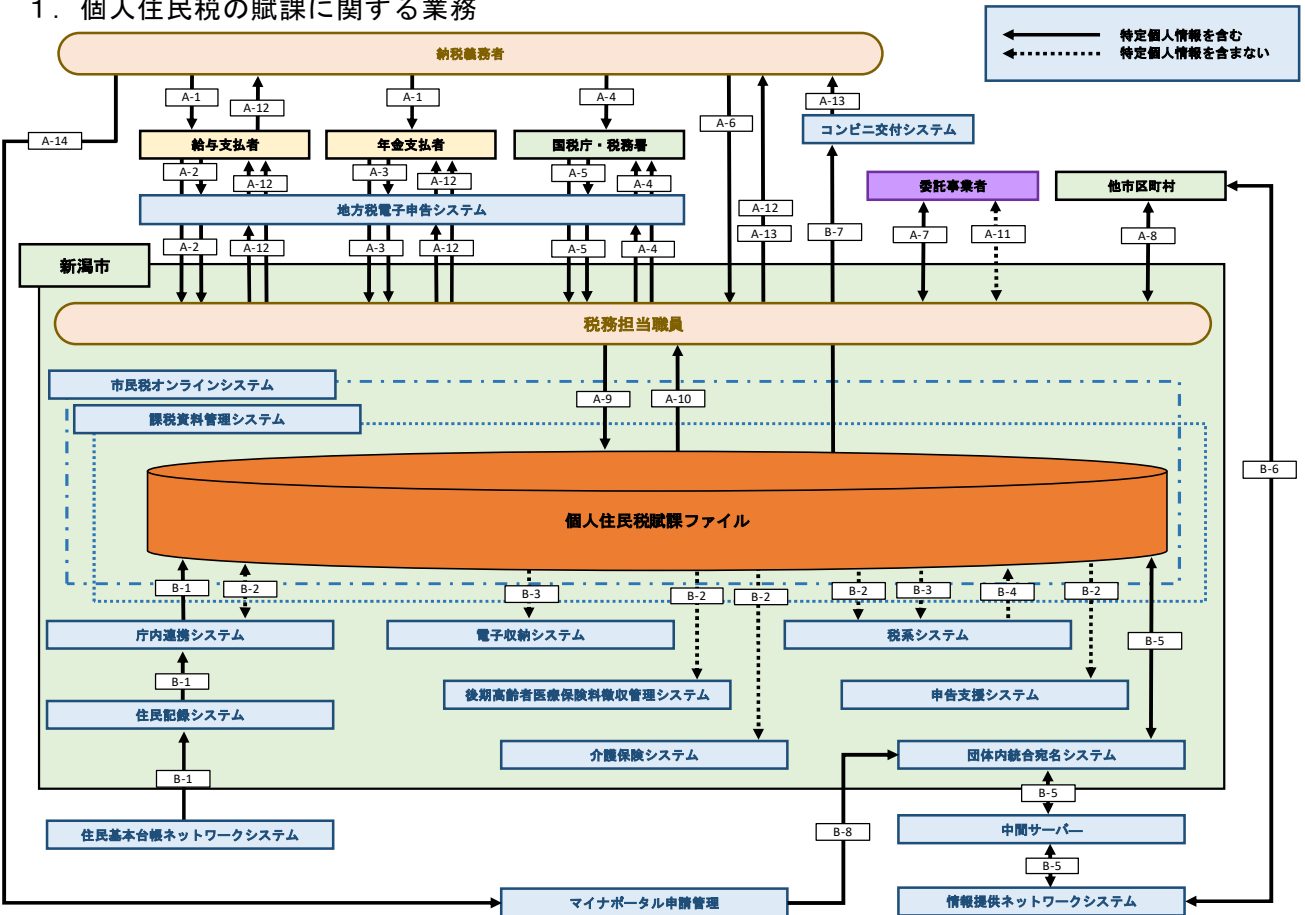 １．個人住民税の賦課に関する業務
特定個人情報を含む
特定個人情報を含まない
納税義務者
A-1
A-12
A-1
A-4
A-6
A-13
A-14
給与支払者
年金支払者
国税庁・税務署
コンビニ交付システム
A-2
A-12
A-3
A-12
A-5
A-4
委託事業者
他市区町村
地方税電子申告システム
A-12
A-13
B-7
A-7
A-11
A-8
A-2
A-12
A-3
A-12
A-5
A-4
新潟市
税務担当職員
市民税オンラインシステム
A-9
A-10
課税資料管理システム
B-6
個人住民税賦課ファイル
B-1
B-2
B-3
B-2
B-2
B-2
B-3
B-4
B-2
庁内連携システム
電子収納システム
税系システム
B-5
B-1
後期高齢者医療保険料徴収管理システム
申告支援システム
住民記録システム
介護保険システム
団体内統合宛名システム
B-1
B-5
住民基本台帳ネットワークシステム
B-8
中間サーバー
B-5
マイナポータル申請管理
情報提供ネットワークシステム